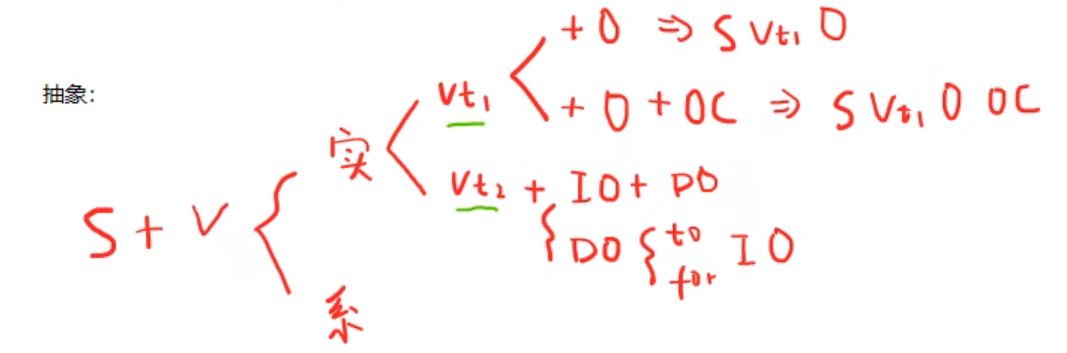 + O ⇒ S Vt₁ O
抽象：
Vt₁
+ O + OC ⇒ S Vt₁ O OC
实
Vt₂ + IO + DO
S + V
DO to IO
for
系